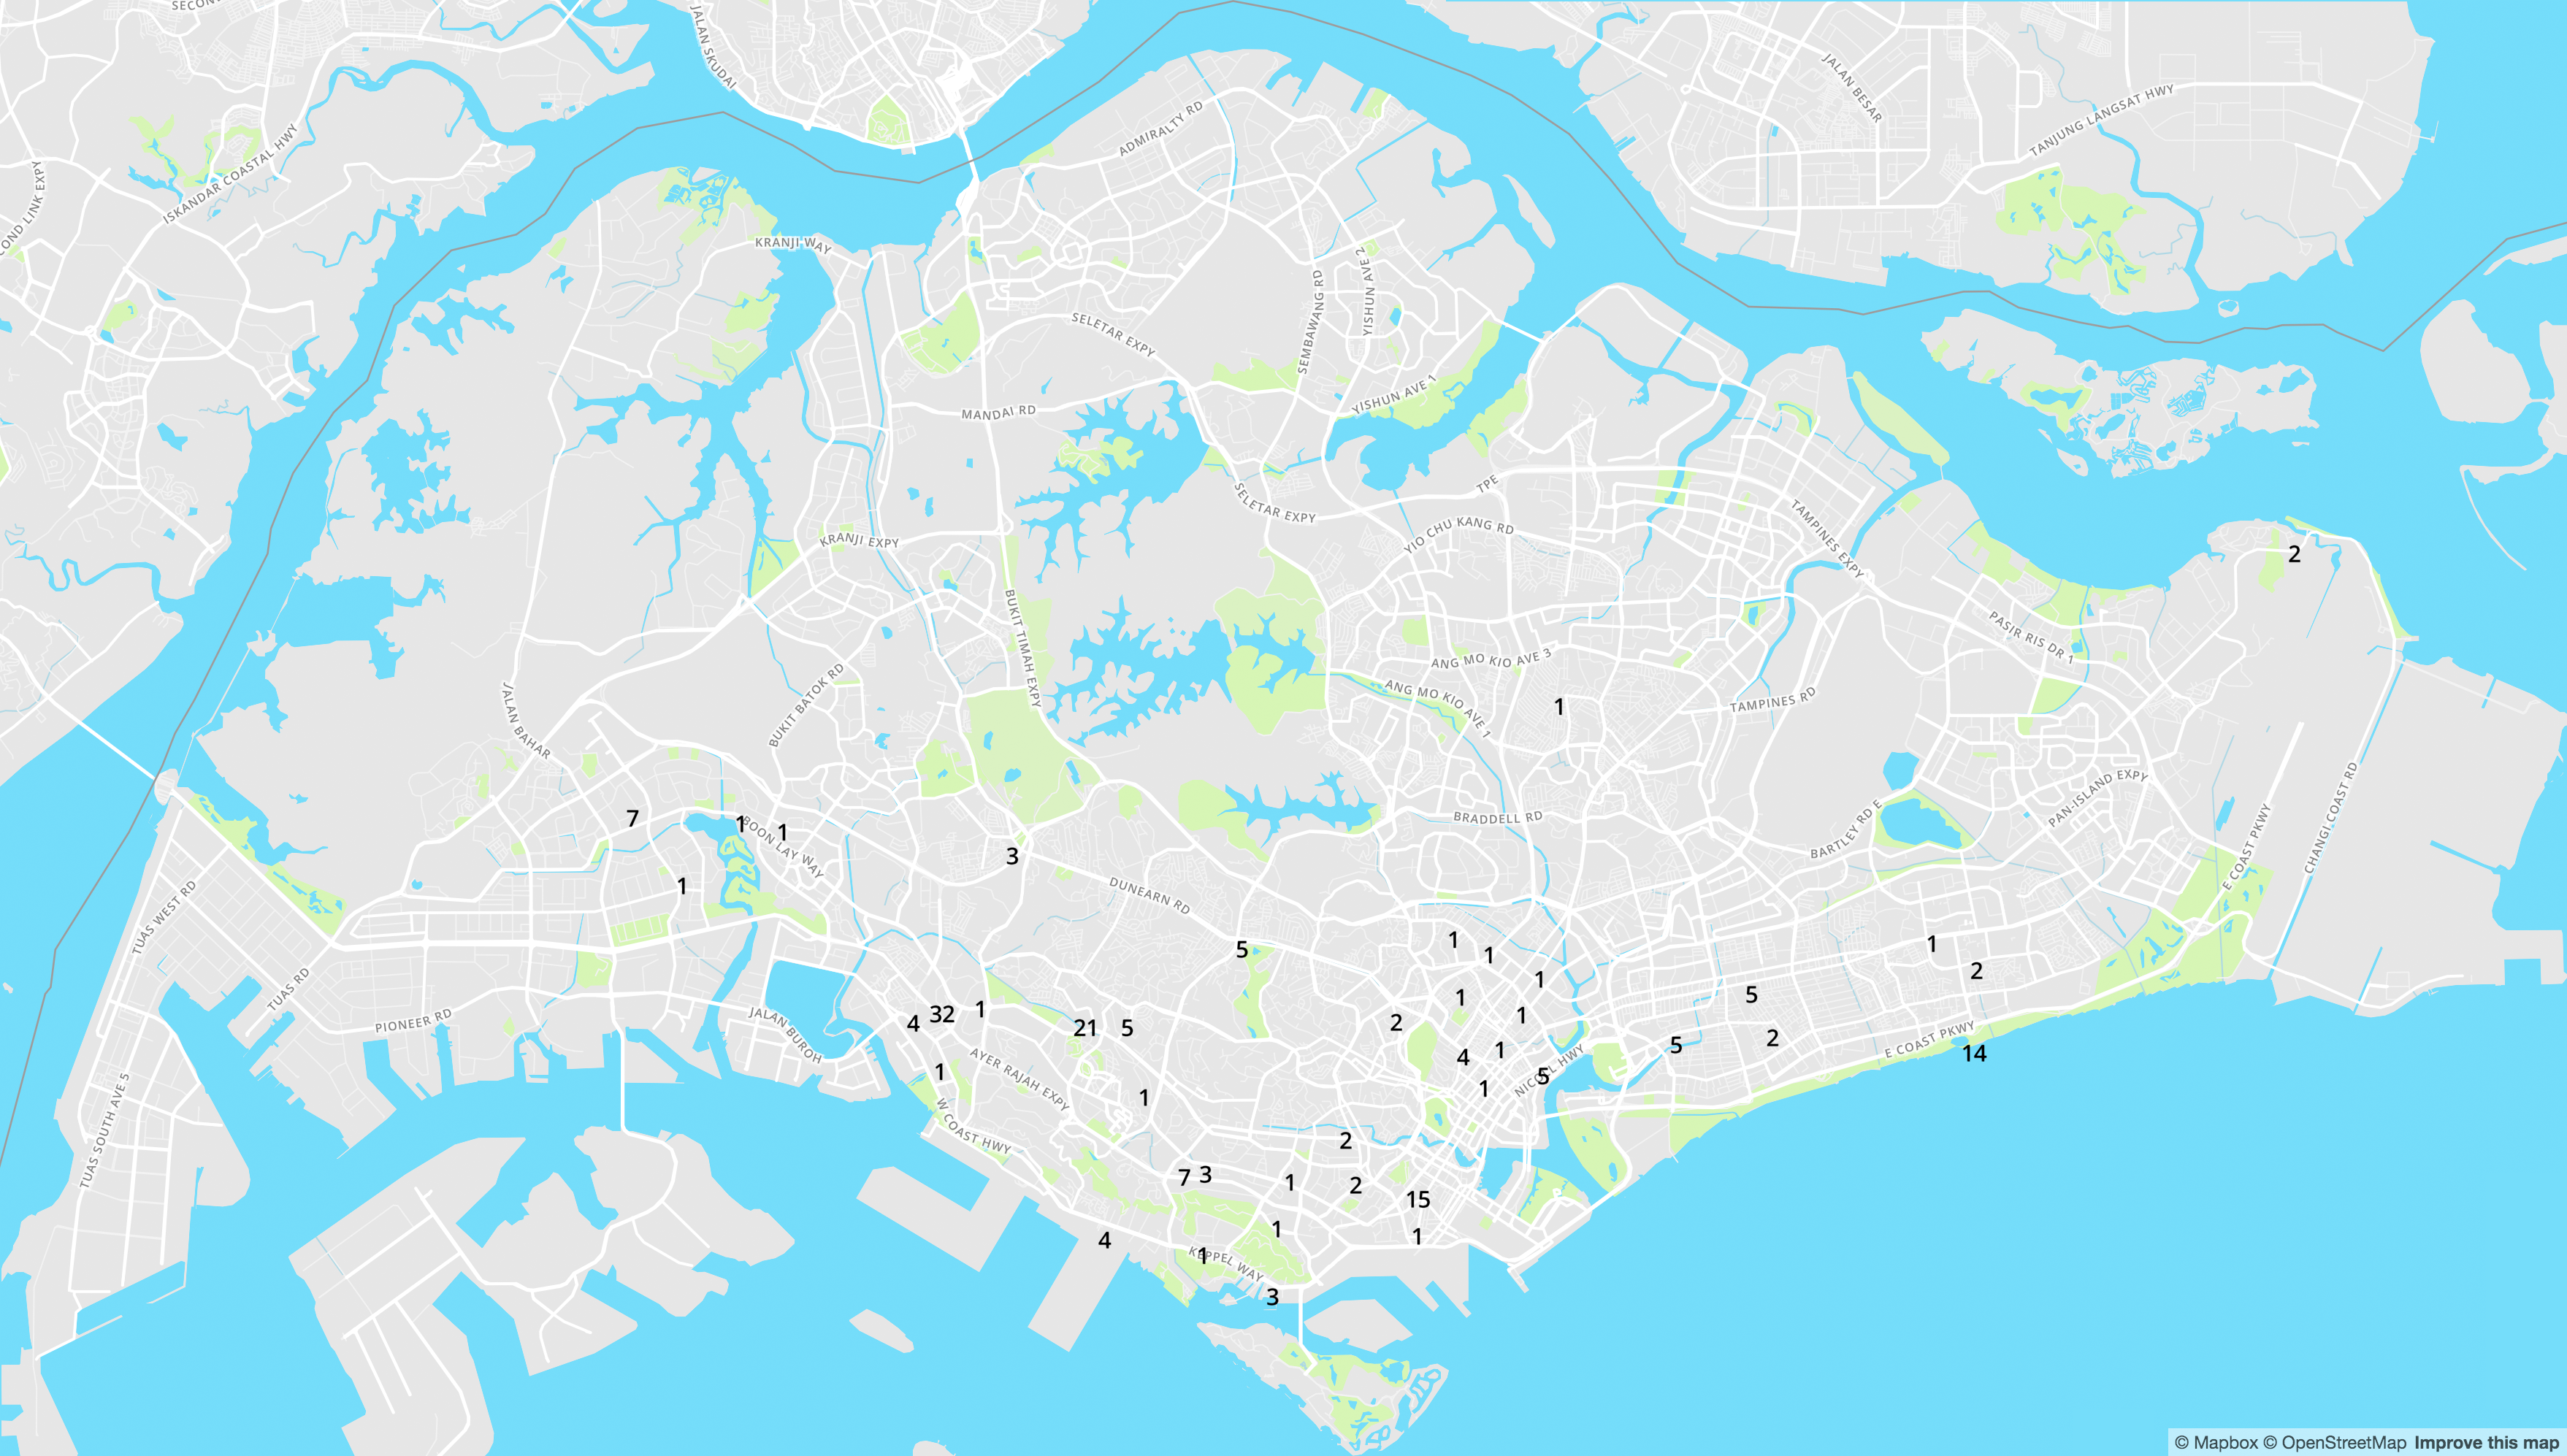 SECON
JALAN SKUDAI
JALAN BESAR
TANJUNG LANGSAT HWY
ADMIRALTY RD
ISKANDAR COASTAL HWY
OND LINK EXPY
KRANJI WAY
SEMBAWANG RD
YISHUN AVE 2
SELETAR EXPY
YISHUN AVE 1
MANDAI RD
TPE
SELETAR EXPY
YIO CHU KANG RD
TAMPINES EXPY
KRANJI EXPY
2
BUKIT TIMAH EXPY
PASIR RIS DR 1
ANG MO KIO AVE 3
BUKIT BATOK RD
ANG MO KIO AVE 1
TAMPINES RD
1
JALAN BAHAR
PAN-ISLAND EXPY
CHANGI COAST RD
7
1
1
BOON LAY WAY
BRADDELL RD
BARTLEY RD E
E COAST PKWY
3
1
DUNEARN RD
TUAS WEST RD
5
1
1
1
1
2
TUAS RD
1
5
4
32
1
PIONEER RD
JALAN BUROH
21
5
2
1
5
2
E COAST PKWY
14
4
1
1
AYER RAJAH EXPY
5
NICOLL HWY
1
1
TUAS SOUTH AVE 5
W COAST HWY
2
7
3
1
2
15
4
1
1
1
KEPPEL WAY
3
© Mapbox © OpenStreetMap Improve this map